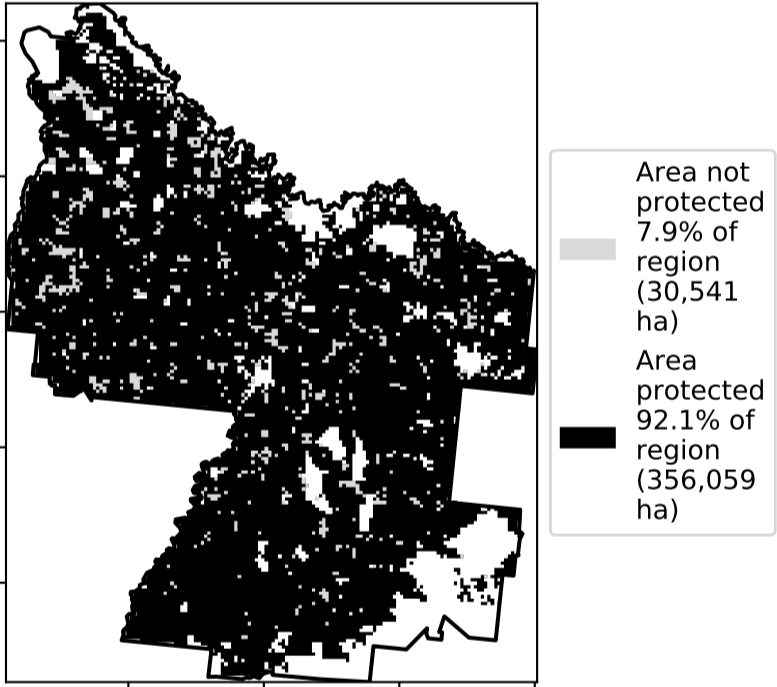 Area not
protected
7.9% of
region
(30,541
ha)
Area
protected
92.1% of
region
(356,059
ha)